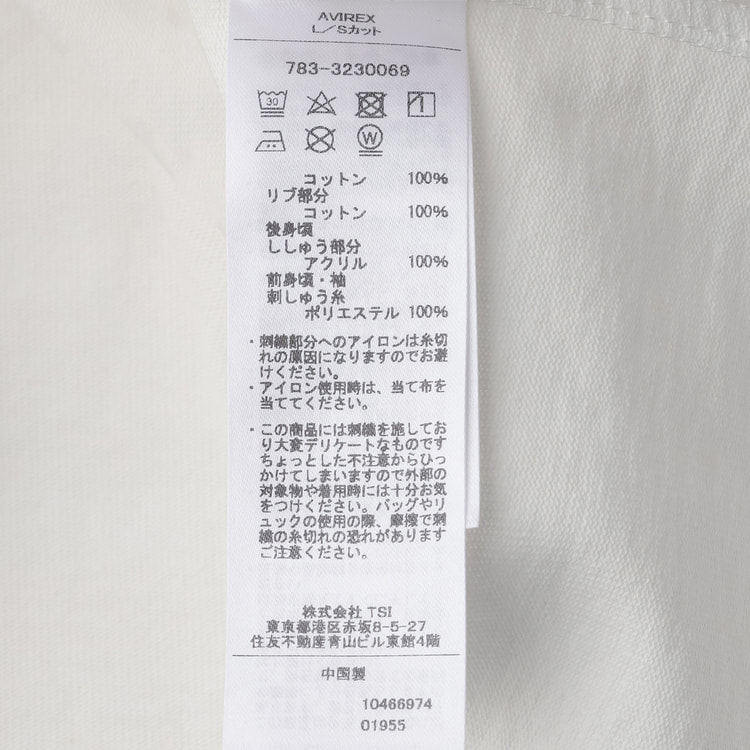 AVIREX
L／Sカット
783-3230069
30
W
コットン 100%
リブ部分
コットン 100%
後身頃
ししゅう部分
アクリル 100%
前身頃・袖
刺しゅう糸
ポリエステル 100%
・刺繍部分へのアイロンは糸切
れの原因になりますのでお避
けください。
・アイロン使用時は、当て布を
当ててください。
・この商品には刺繍を施してお
り大変デリケートなものです
ちょっとした不注意からひっ
かけてしまいますので外部の
対象物や着用時には十分お気
をつけください。バッグやリ
ュックの使用の際、摩擦で刺
繍の糸切れの恐れがあります
ご注意ください。
株式会社 TSI
東京都港区赤坂8-5-27
住友不動産青山ビル東館4階
中国製
10466974
01955